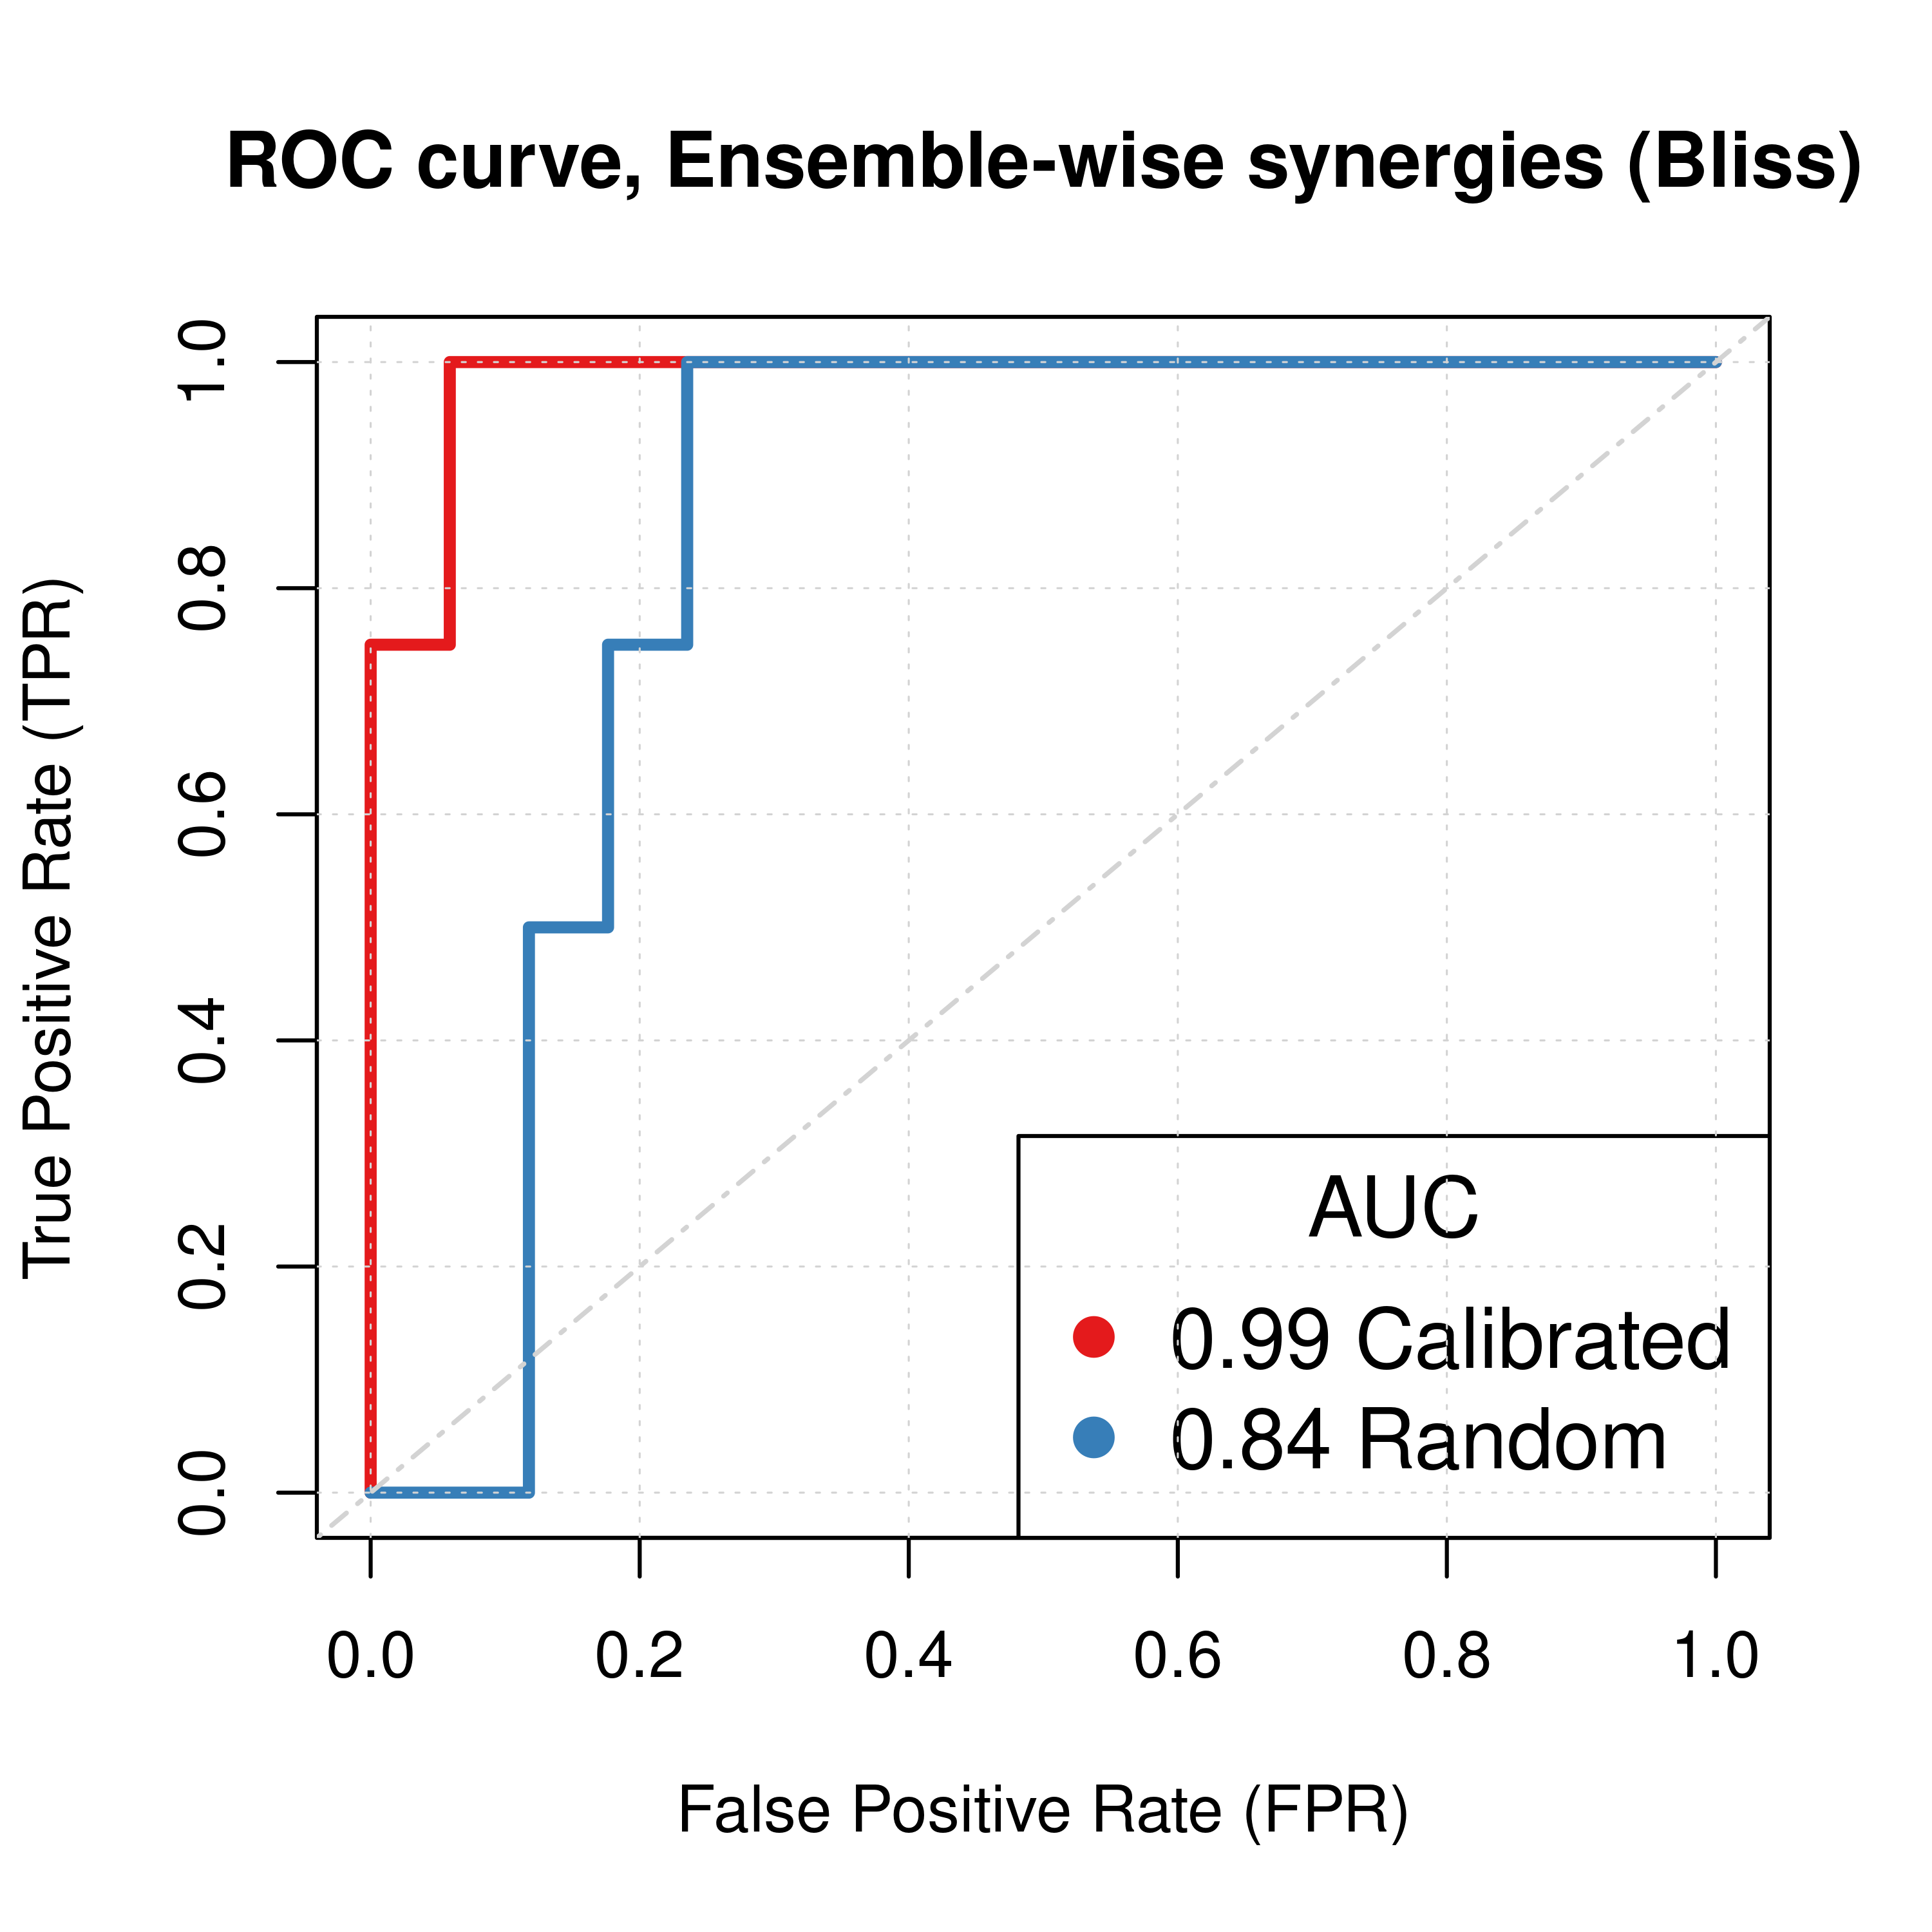 ROC curve, Ensemble-wise synergies (Bliss)
True Positive Rate (TPR)
1.0
0.8
0.6
0.4
0.2
0.0
AUC
0.99 Calibrated
0.84 Random
0.0 0.2 0.4 0.6 0.8 1.0
False Positive Rate (FPR)